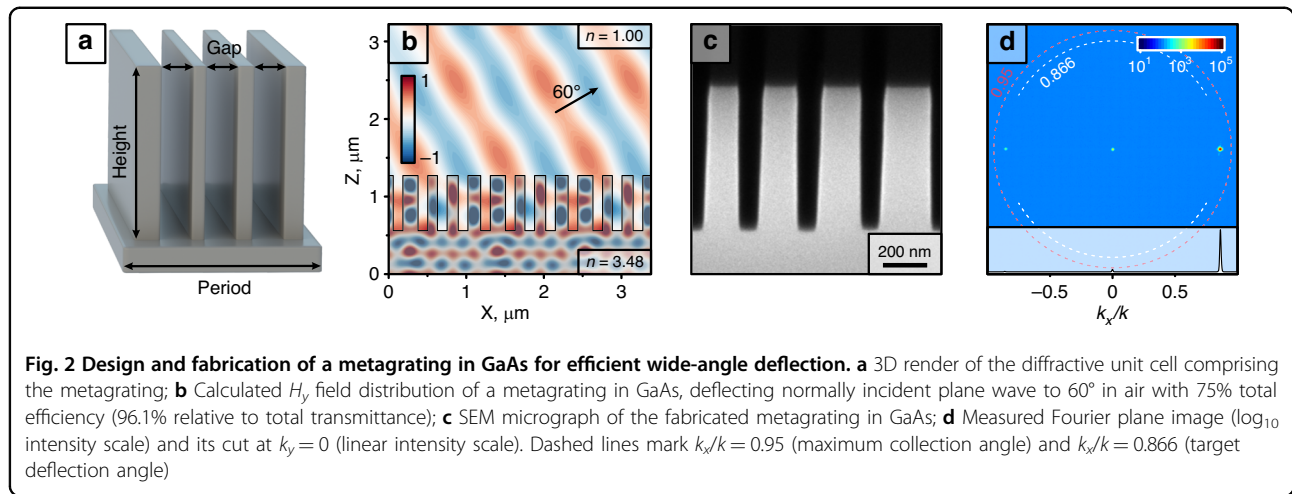 a
Gap
Height
Period
b
n = 1.00
3
2
1
0
Z, μm
1
−1
60°
n = 3.48
0
1
2
3
X, μm
c
200 nm
d
10¹ 10³ 10⁵
0.95
0.866
−0.5
0
0.5
kₓ/k
Fig. 2 Design and fabrication of a metagrating in GaAs for efficient wide-angle deflection. a 3D render of the diffractive unit cell comprising
the metagrating; b Calculated Hy field distribution of a metagrating in GaAs, deflecting normally incident plane wave to 60° in air with 75% total
efficiency (96.1% relative to total transmittance); c SEM micrograph of the fabricated metagrating in GaAs; d Measured Fourier plane image (log₁₀
intensity scale) and its cut at ky = 0 (linear intensity scale). Dashed lines mark kₓ/k = 0.95 (maximum collection angle) and kₓ/k = 0.866 (target
deflection angle)